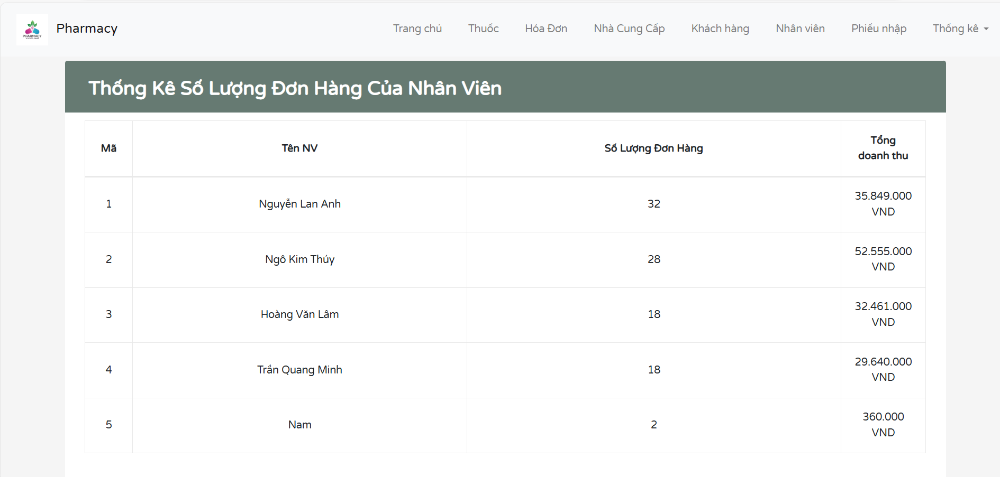 PHARMACY
Pharmacy
Trang chủ
Thuốc
Hóa Đơn
Nhà Cung Cấp
Khách hàng
Nhân viên
Phiếu nhập
Thống kê
Thống Kê Số Lượng Đơn Hàng Của Nhân Viên
Mã
Tên NV
Số Lượng Đơn Hàng
Tổng
doanh thu
1
Nguyễn Lan Anh
32
35.849.000
VND
2
Ngô Kim Thúy
28
52.555.000
VND
3
Hoàng Văn Lâm
18
32.461.000
VND
4
Trần Quang Minh
18
29.640.000
VND
5
Nam
2
360.000
VND